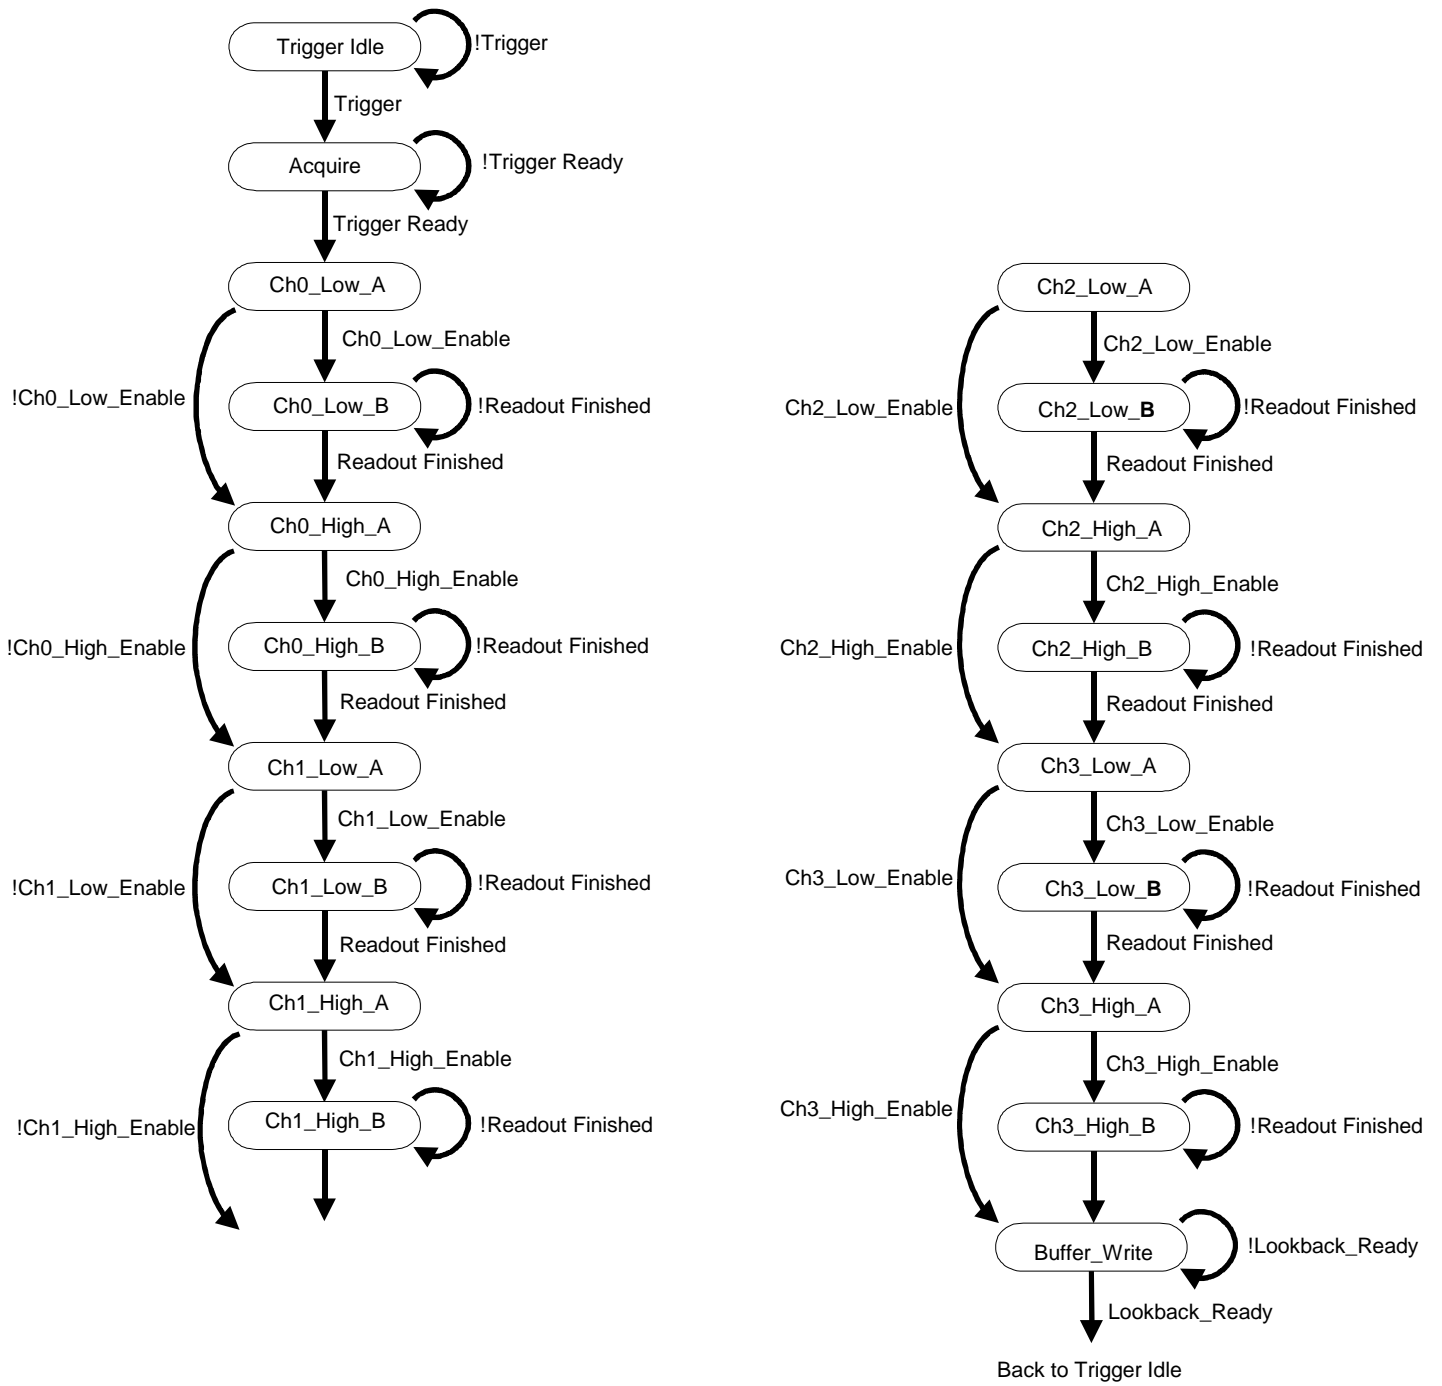 Trigger Idle
!Trigger
Trigger
Acquire
!Trigger Ready
Trigger Ready
Ch0_Low_A
Ch0_Low_Enable
!Ch0_Low_Enable
Ch0_Low_B
!Readout Finished
Readout Finished
Ch0_High_A
Ch0_High_Enable
!Ch0_High_Enable
Ch0_High_B
!Readout Finished
Readout Finished
Ch1_Low_A
Ch1_Low_Enable
!Ch1_Low_Enable
Ch1_Low_B
!Readout Finished
Readout Finished
Ch1_High_A
Ch1_High_Enable
!Ch1_High_Enable
Ch1_High_B
!Readout Finished
Ch2_Low_A
Ch2_Low_Enable
Ch2_Low_Enable
Ch2_Low_B
!Readout Finished
Readout Finished
Ch2_High_A
Ch2_High_Enable
Ch2_High_Enable
Ch2_High_B
!Readout Finished
Readout Finished
Ch3_Low_A
Ch3_Low_Enable
Ch3_Low_Enable
Ch3_Low_B
!Readout Finished
Readout Finished
Ch3_High_A
Ch3_High_Enable
Ch3_High_Enable
Ch3_High_B
!Readout Finished
Buffer_Write
!Lookback_Ready
Lookback_Ready
Back to Trigger Idle